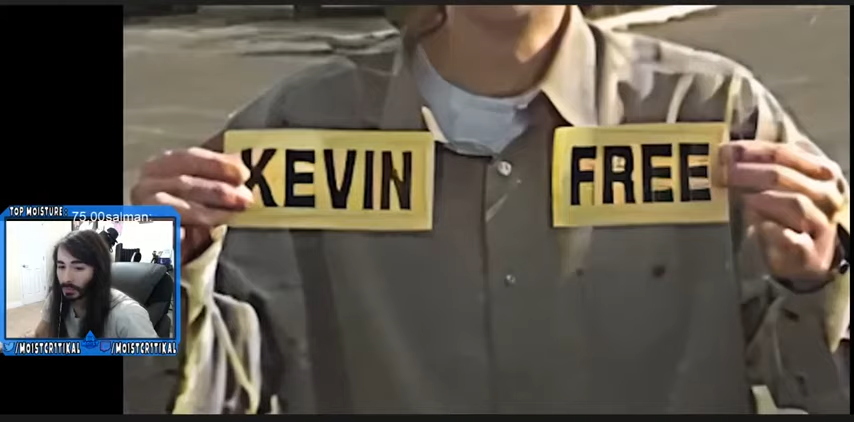 KEVIN FREE
TOP MOISTURE:
75.00salman:
/MOISTCR1TIKAL /MOISTCR1TIKAL